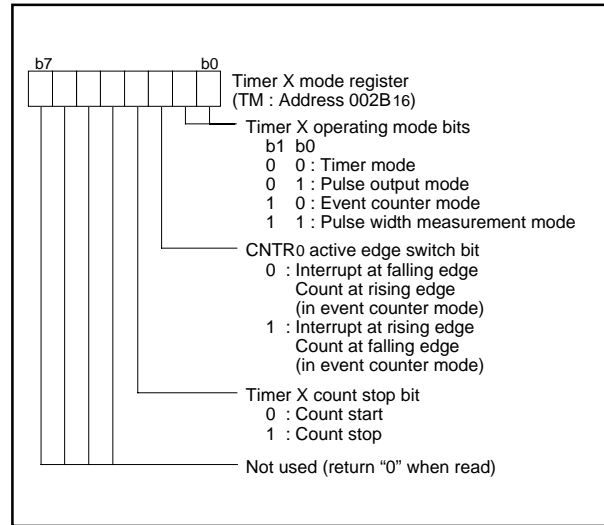 b7 b0
Timer X mode register
(TM : Address 002B16)
Timer X operating mode bits
b1 b0
0 0 : Timer mode
0 1 : Pulse output mode
1 0 : Event counter mode
1 1 : Pulse width measurement mode
CNTR0 active edge switch bit
0 : Interrupt at falling edge
Count at rising edge
(in event counter mode)
1 : Interrupt at rising edge
Count at falling edge
(in event counter mode)
Timer X count stop bit
0 : Count start
1 : Count stop
Not used (return “0” when read)